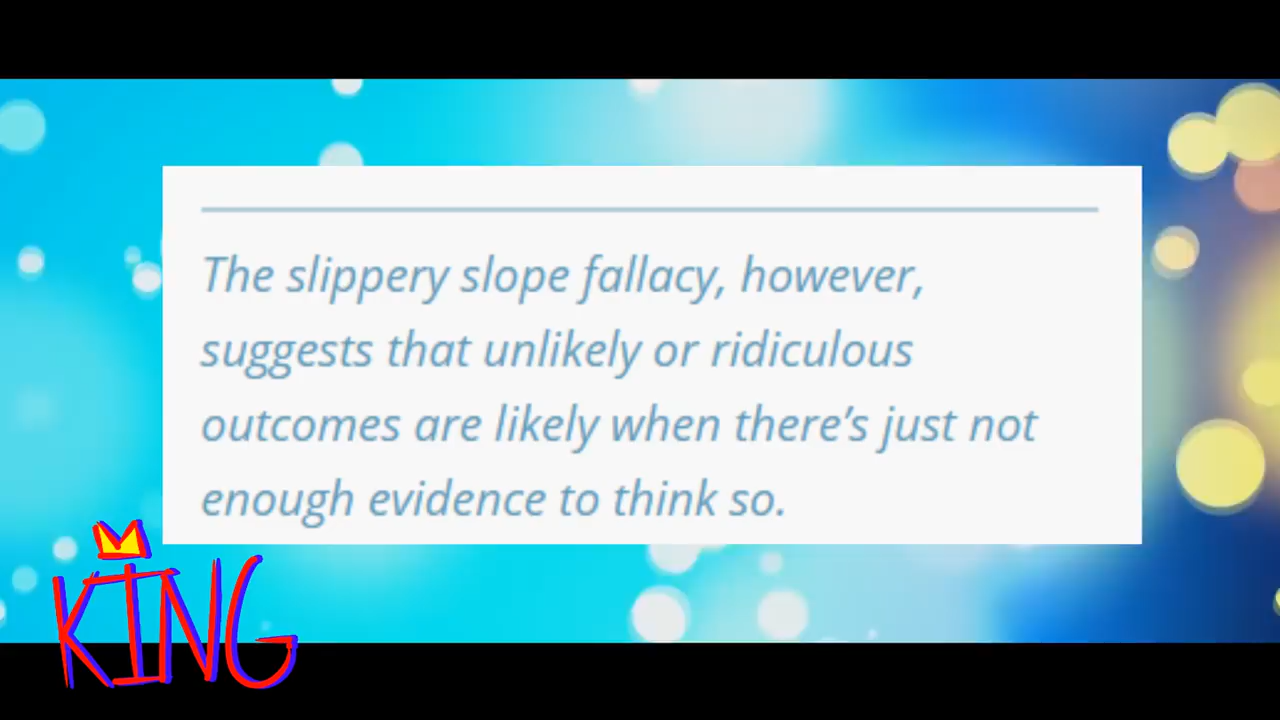 The slippery slope fallacy, however,
suggests that unlikely or ridiculous
outcomes are likely when there’s just not
enough evidence to think so.
KING